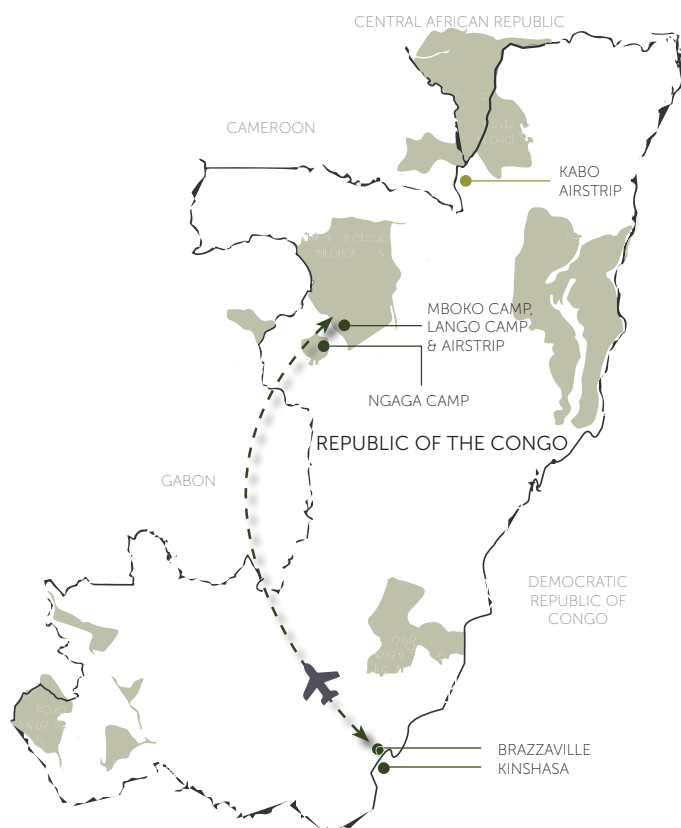 CENTRAL AFRICAN REPUBLIC
CAMEROON
KABO
AIRSTRIP
MBOKO CAMP,
LANGO CAMP
& AIRSTRIP
NGAGA CAMP
REPUBLIC OF THE CONGO
GABON
DEMOCRATIC
REPUBLIC OF
CONGO
BRAZZAVILLE
KINSHASA